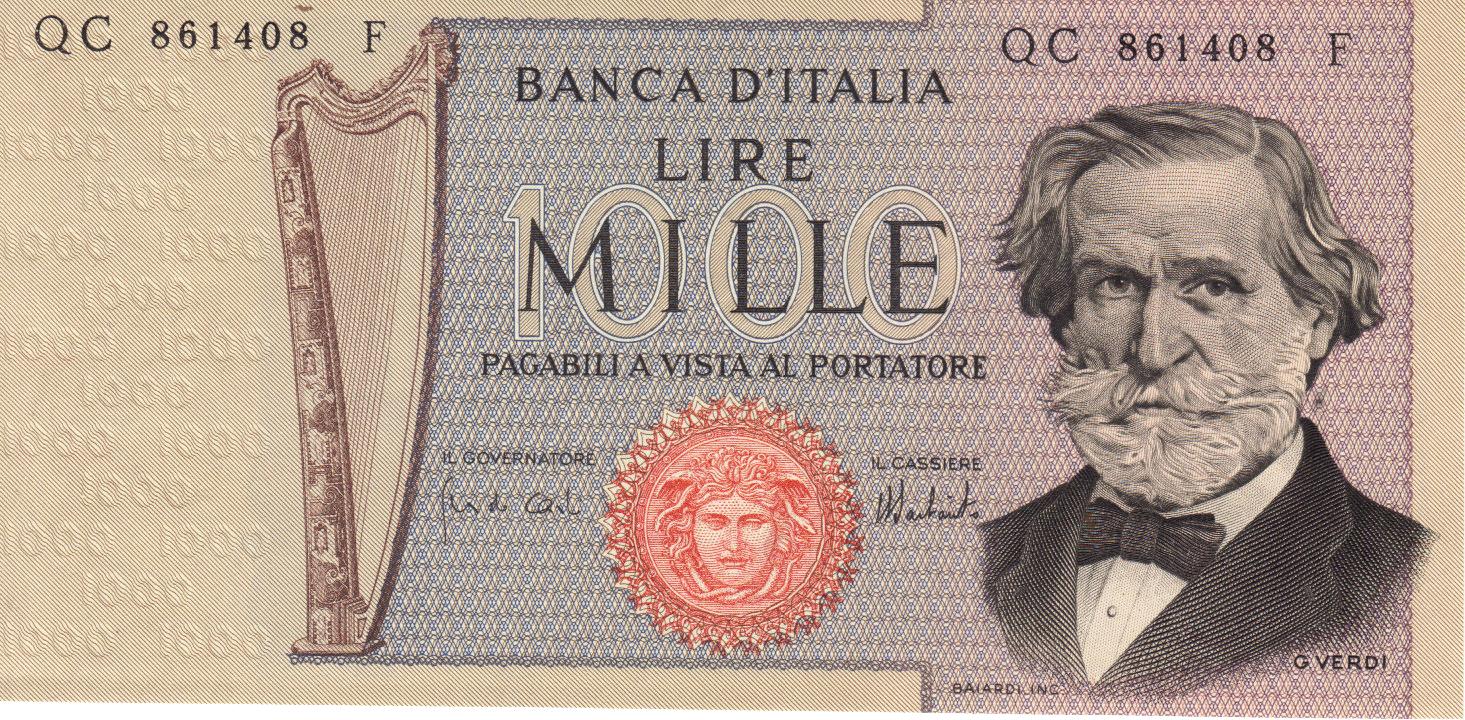 QC 861408 F
QC 861408 F
BANCA D'ITALIA
LIRE
1000
MILLE
PAGABILI A VISTA AL PORTATORE
IL GOVERNATORE
IL CASSIERE
G. VERDI
BAIARDI. INC.